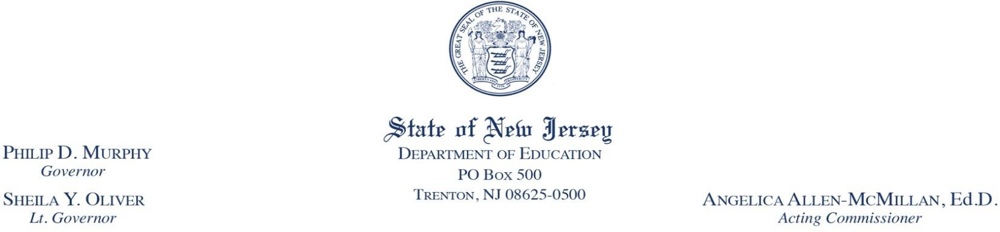 THE GREAT SEAL OF THE STATE OF NEW JERSEY
LIBERTY AND PROSPERITY
1776
State of New Jersey
DEPARTMENT OF EDUCATION
PO BOX 500
TRENTON, NJ 08625-0500
PHILIP D. MURPHY
Governor
SHEILA Y. OLIVER
Lt. Governor
ANGELICA ALLEN-MCMILLAN, Ed.D.
Acting Commissioner